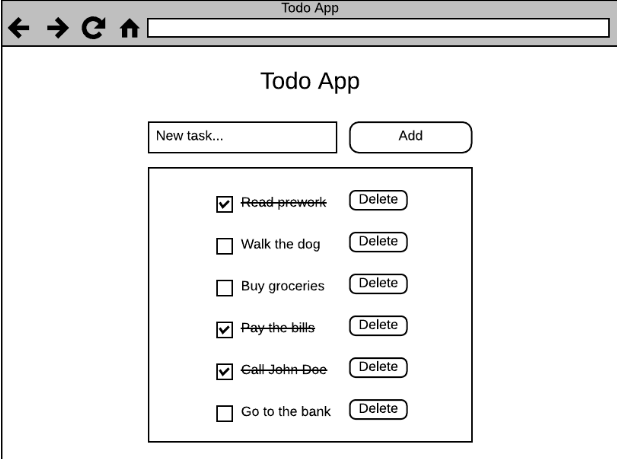 Todo App
Todo App
New task...
Add
Read prework
Delete
Walk the dog
Delete
Buy groceries
Delete
Pay the bills
Delete
Call John Doe
Delete
Go to the bank
Delete